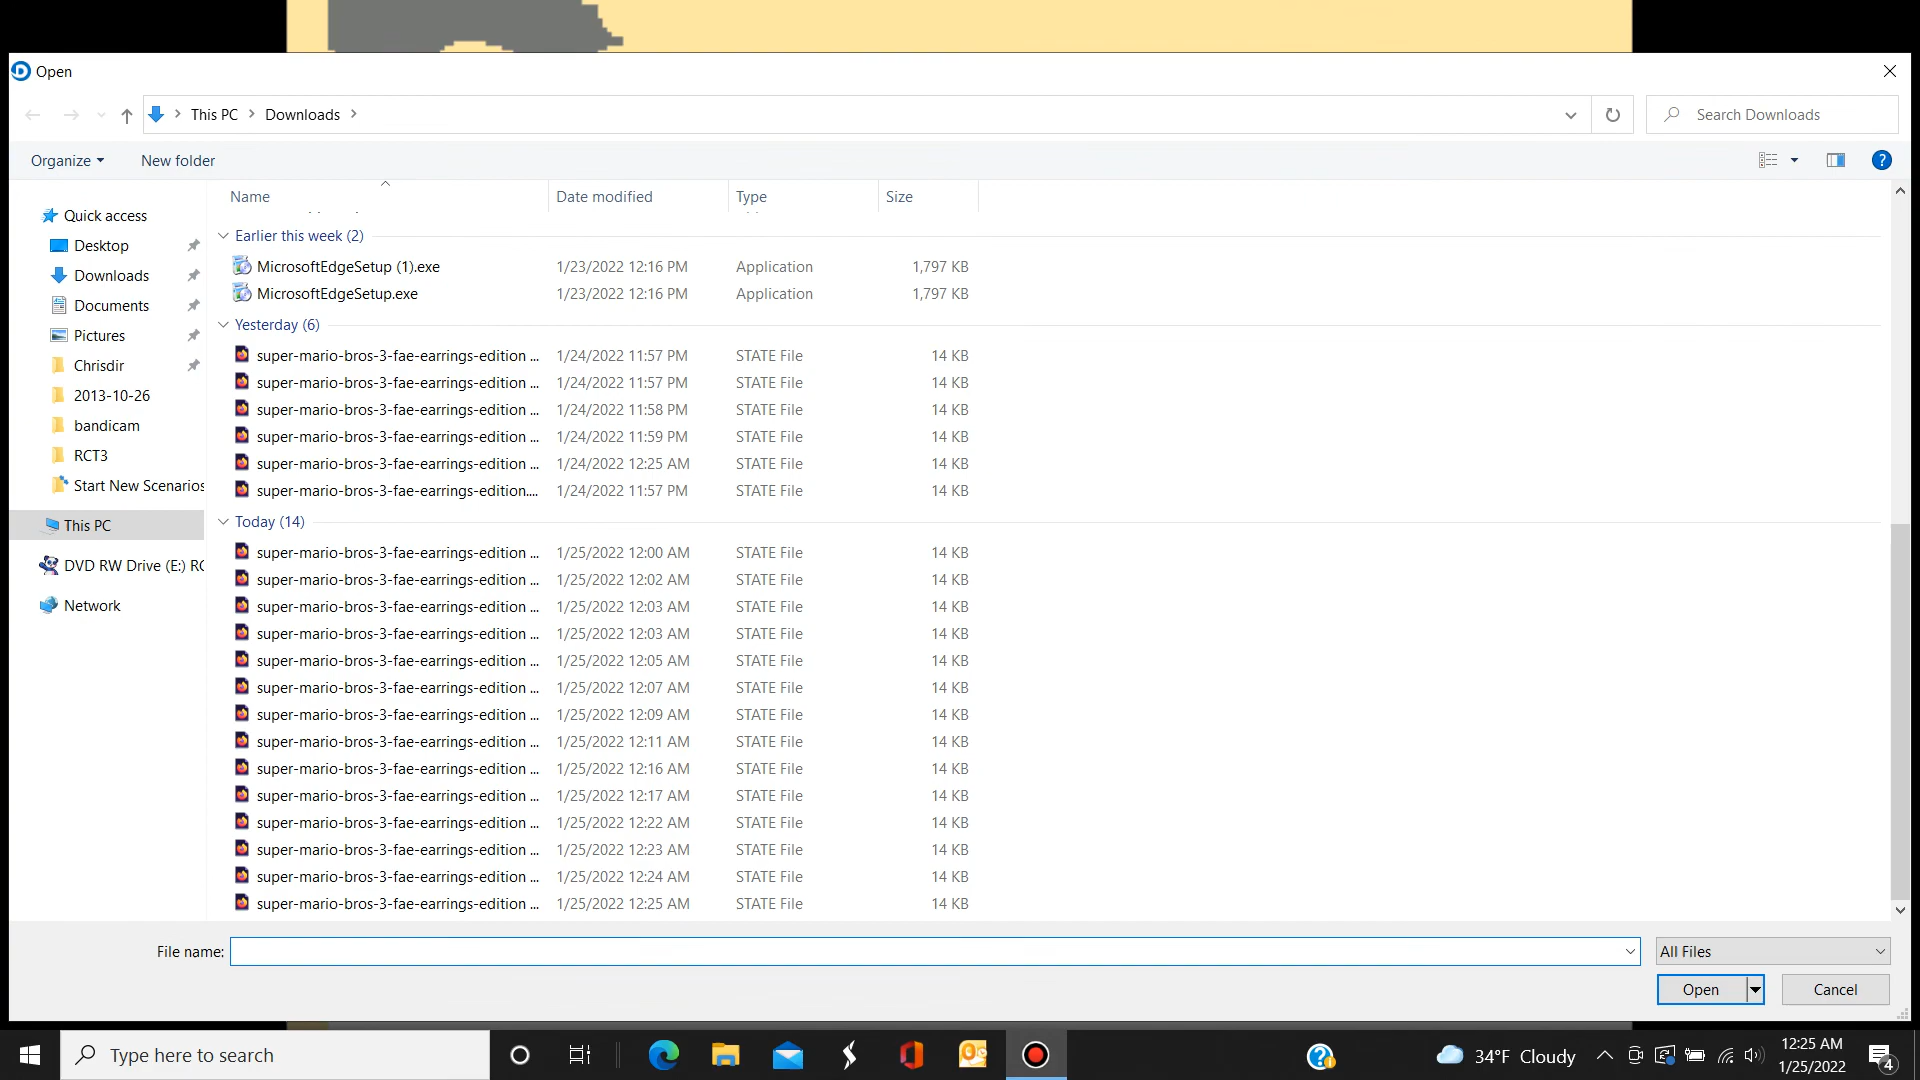 Open
This PC > Downloads >
Search Downloads
Organize
New folder
Name
Date modified
Type
Size
Quick access
Desktop
Downloads
Documents
Pictures
Chrisdir
2013-10-26
bandicam
RCT3
Start New Scenarios
This PC
DVD RW Drive (E:) RC
Network
Earlier this week (2)
MicrosoftEdgeSetup (1).exe 1/23/2022 12:16 PM Application 1,797 KB
MicrosoftEdgeSetup.exe 1/23/2022 12:16 PM Application 1,797 KB
Yesterday (6)
super-mario-bros-3-fae-earrings-edition ... 1/24/2022 11:57 PM STATE File 14 KB
super-mario-bros-3-fae-earrings-edition ... 1/24/2022 11:57 PM STATE File 14 KB
super-mario-bros-3-fae-earrings-edition ... 1/24/2022 11:58 PM STATE File 14 KB
super-mario-bros-3-fae-earrings-edition ... 1/24/2022 11:59 PM STATE File 14 KB
super-mario-bros-3-fae-earrings-edition ... 1/24/2022 12:25 AM STATE File 14 KB
super-mario-bros-3-fae-earrings-edition.... 1/24/2022 11:57 PM STATE File 14 KB
Today (14)
super-mario-bros-3-fae-earrings-edition ... 1/25/2022 12:00 AM STATE File 14 KB
super-mario-bros-3-fae-earrings-edition ... 1/25/2022 12:02 AM STATE File 14 KB
super-mario-bros-3-fae-earrings-edition ... 1/25/2022 12:03 AM STATE File 14 KB
super-mario-bros-3-fae-earrings-edition ... 1/25/2022 12:03 AM STATE File 14 KB
super-mario-bros-3-fae-earrings-edition ... 1/25/2022 12:05 AM STATE File 14 KB
super-mario-bros-3-fae-earrings-edition ... 1/25/2022 12:07 AM STATE File 14 KB
super-mario-bros-3-fae-earrings-edition ... 1/25/2022 12:09 AM STATE File 14 KB
super-mario-bros-3-fae-earrings-edition ... 1/25/2022 12:11 AM STATE File 14 KB
super-mario-bros-3-fae-earrings-edition ... 1/25/2022 12:16 AM STATE File 14 KB
super-mario-bros-3-fae-earrings-edition ... 1/25/2022 12:17 AM STATE File 14 KB
super-mario-bros-3-fae-earrings-edition ... 1/25/2022 12:22 AM STATE File 14 KB
super-mario-bros-3-fae-earrings-edition ... 1/25/2022 12:23 AM STATE File 14 KB
super-mario-bros-3-fae-earrings-edition ... 1/25/2022 12:24 AM STATE File 14 KB
super-mario-bros-3-fae-earrings-edition ... 1/25/2022 12:25 AM STATE File 14 KB
File name:
All Files
Open
Cancel
Type here to search
34°F Cloudy
12:25 AM
1/25/2022
4